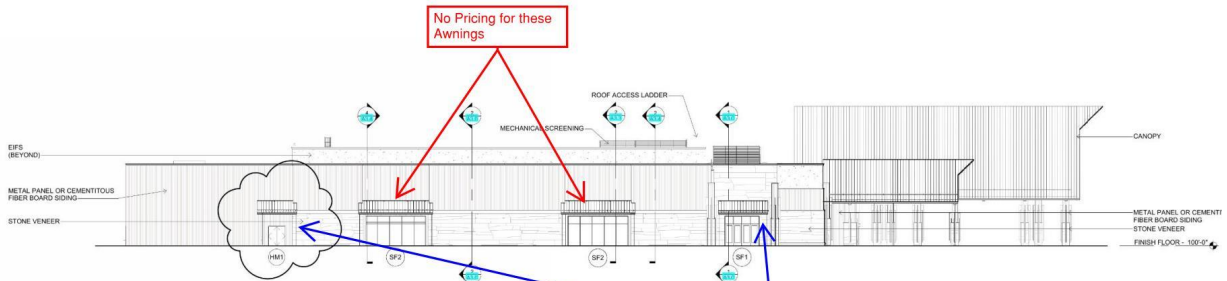 No Pricing for these
Awnings
ROOF ACCESS LADDER
MECHANICAL SCREENING
CANOPY
EIFS
(BEYOND)
METAL PANEL OR CEMENTITOUS
FIBER BOARD SIDING
STONE VENEER
METAL PANEL OR CEMENTI
FIBER BOARD SIDING
STONE VENEER
FINISH FLOOR - 100'-0"
HM1
SF2
SF2
SF1